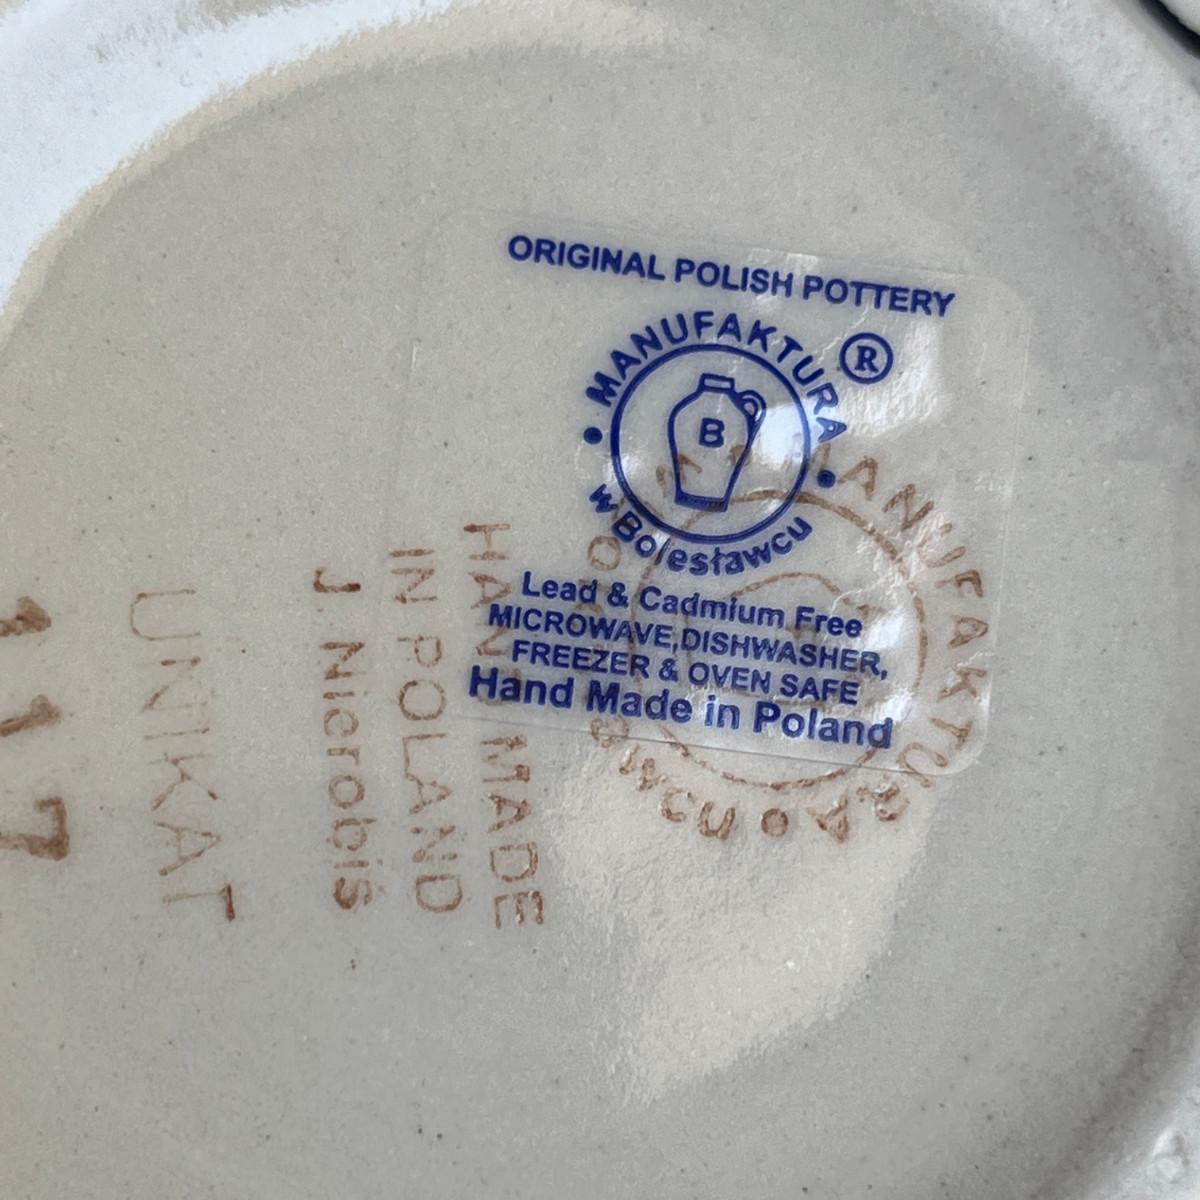 ORIGINAL POLISH POTTERY
MANUFAKTURA ®
B
w Bolesławcu
Lead & Cadmium Free
MICROWAVE,DISHWASHER,
FREEZER & OVEN SAFE
Hand Made in Poland
MANUFAKTURA
HAND MADE
IN POLAND
J. Nierobiś
UNIKAT
117